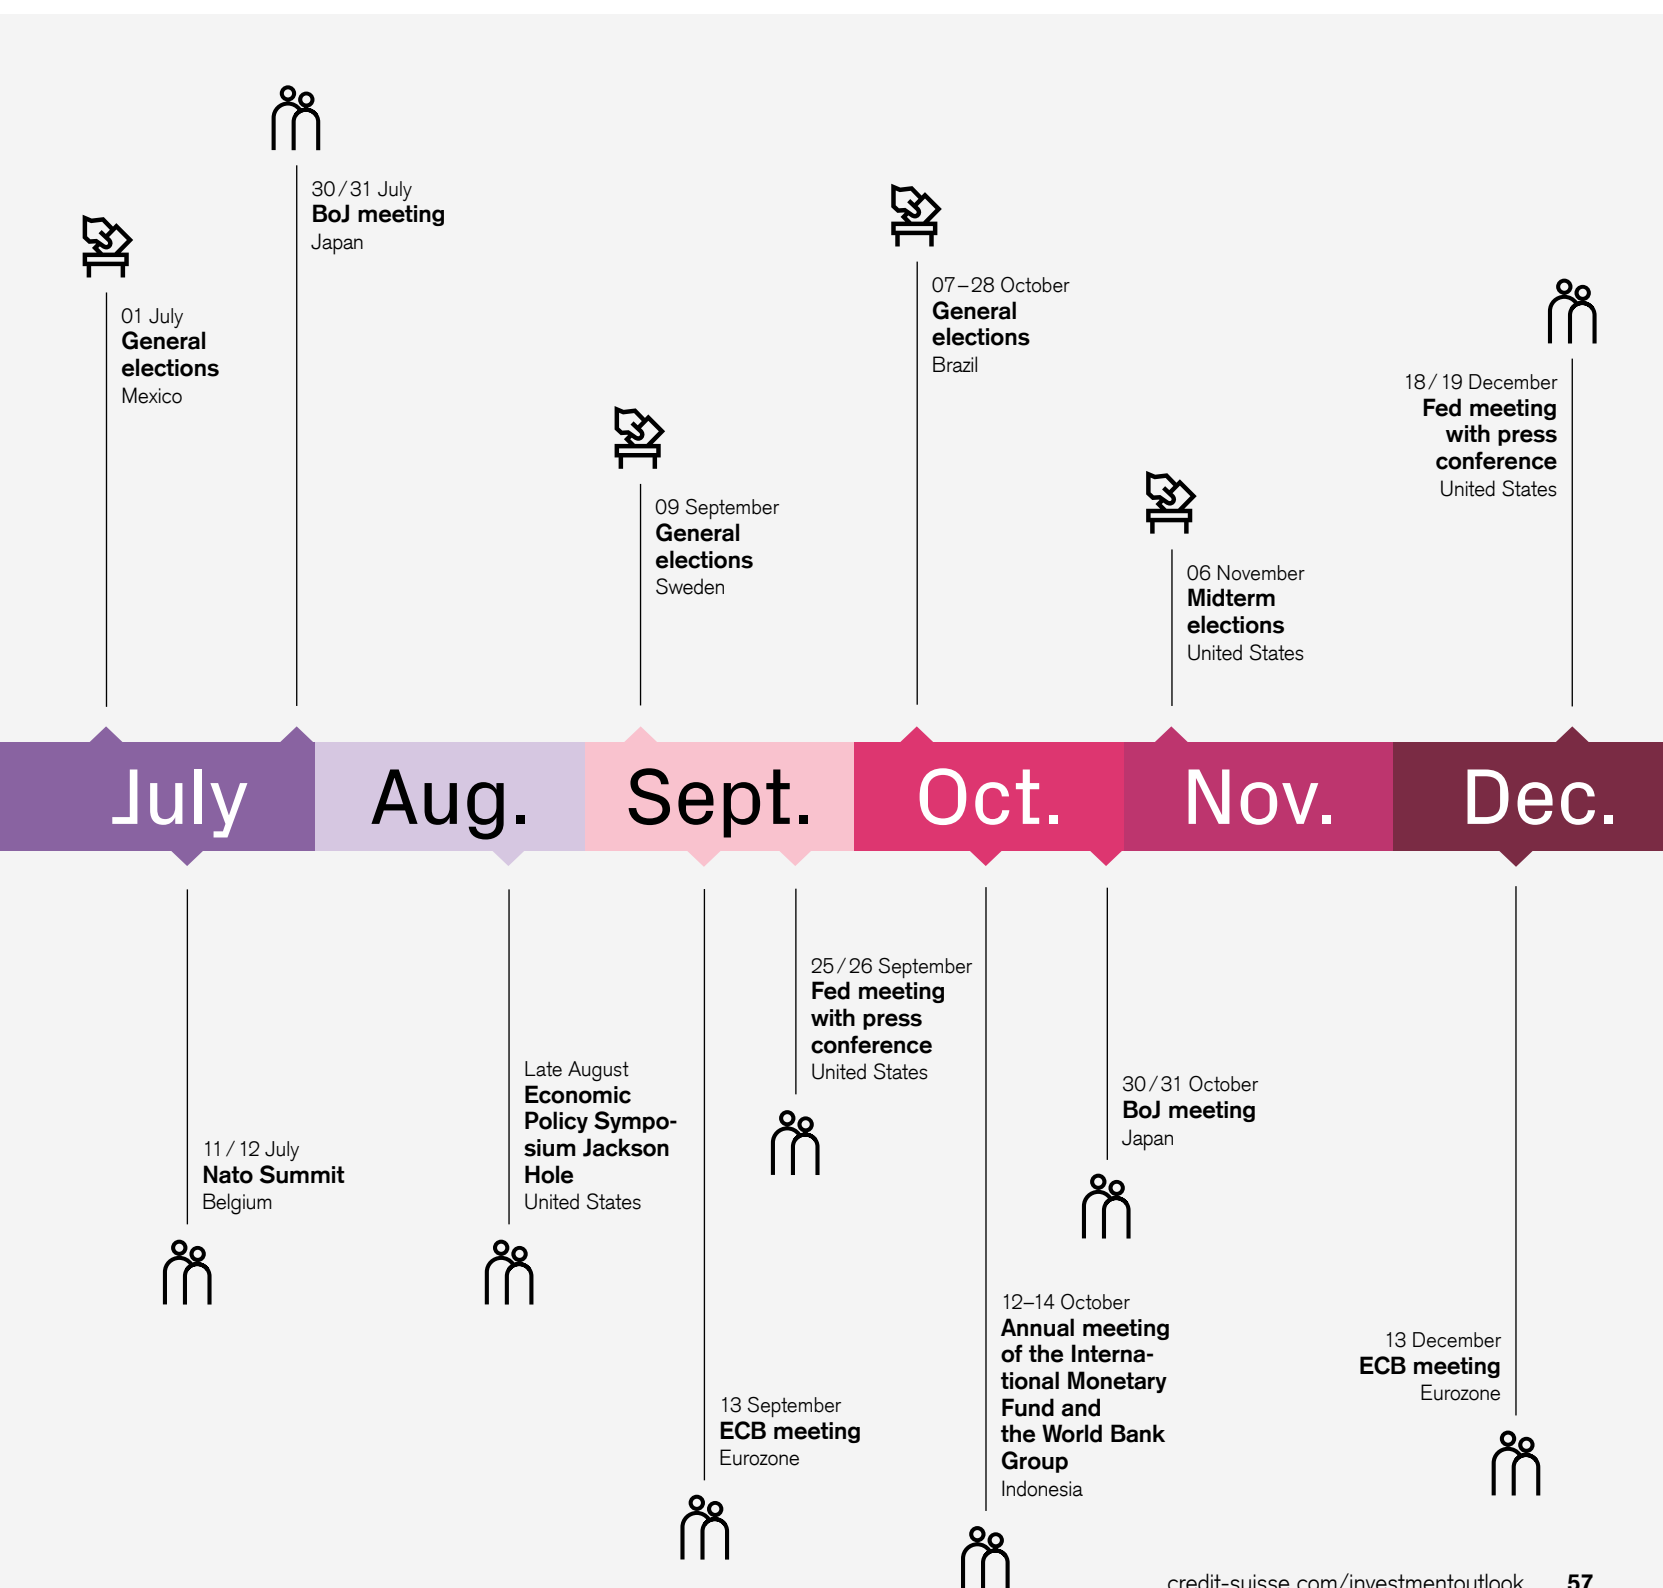 30/31 July
BoJ meeting
Japan
01 July
General
elections
Mexico
07–28 October
General
elections
Brazil
18/19 December
Fed meeting
with press
conference
United States
09 September
General
elections
Sweden
06 November
Midterm
elections
United States
July
Aug.
Sept.
Oct.
Nov.
Dec.
25/26 September
Fed meeting
with press
conference
United States
Late August
Economic
Policy Sympo-
sium Jackson
Hole
United States
30/31 October
BoJ meeting
Japan
11/12 July
Nato Summit
Belgium
12–14 October
Annual meeting
of the Interna-
tional Monetary
Fund and
the World Bank
Group
Indonesia
13 December
ECB meeting
Eurozone
13 September
ECB meeting
Eurozone
credit-suisse.com/investmentoutlook 57